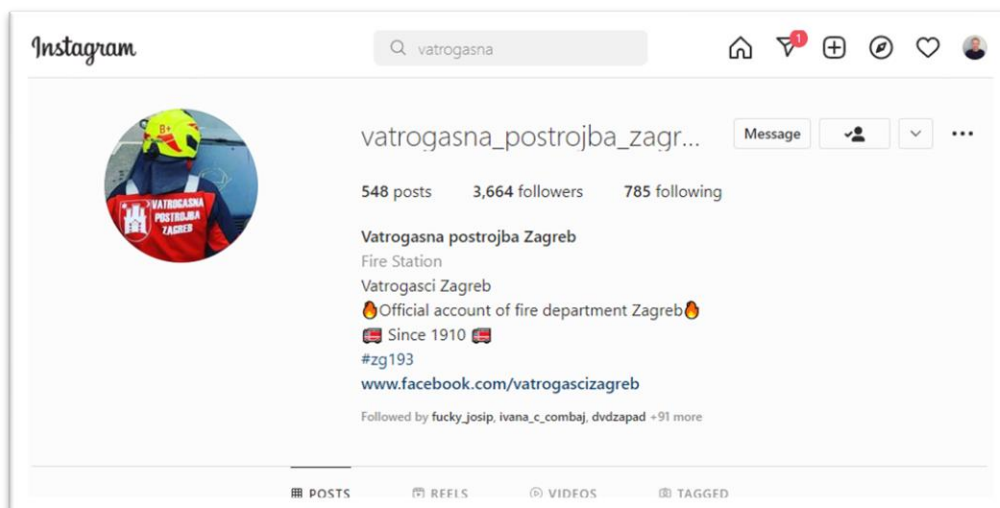 Instagram
vatrogasna
1
vatrogasna_postrojba_zagr...
Message
548 posts 3,664 followers 785 following
B+
VATROGASNA
POSTROJBA
ZAGREB
Vatrogasna postrojba Zagreb
Fire Station
Vatrogasci Zagreb
🔥Official account of fire department Zagreb🔥
🚒 Since 1910 🚒
#zg193
www.facebook.com/vatrogascizagreb
Followed by fucky_josip, ivana_c_combaj, dvdzapad +91 more
POSTS REELS VIDEOS TAGGED